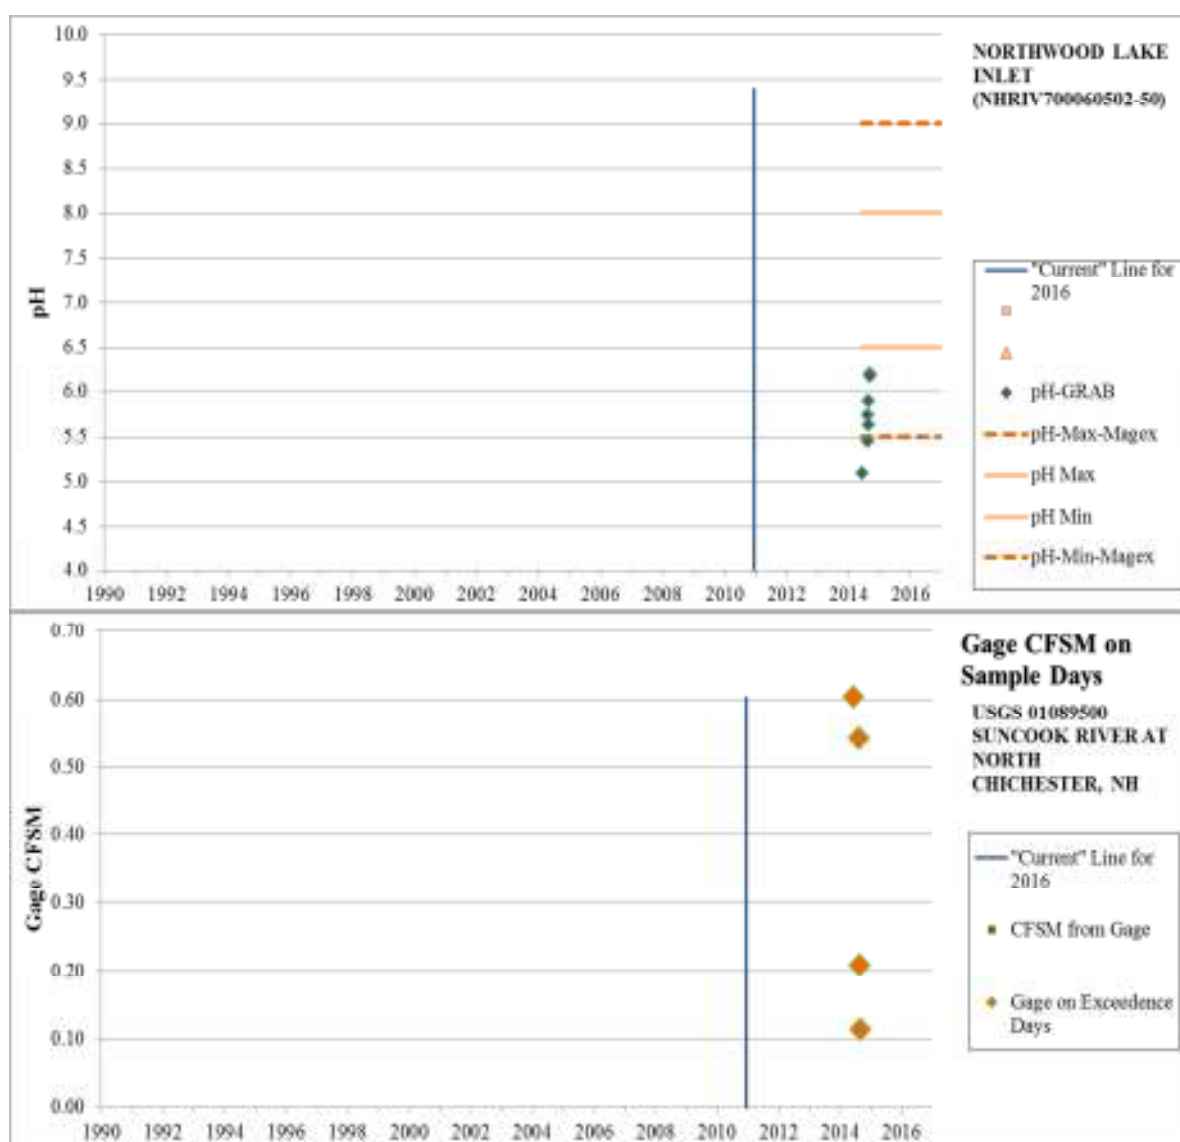 10.0
9.5
9.0
8.5
8.0
7.5
7.0
6.5
6.0
5.5
5.0
4.5
4.0
pH
1990 1992 1994 1996 1998 2000 2002 2004 2006 2008 2010 2012 2014 2016
NORTHWOOD LAKE
INLET
(NHRIV700060502-50)
"Current" Line for
2016
pH-GRAB
pH-Max-Magex
pH Max
pH Min
pH-Min-Magex
0.70
0.60
0.50
0.40
0.30
0.20
0.10
0.00
Gage CFSM
1990 1992 1994 1996 1998 2000 2002 2004 2006 2008 2010 2012 2014 2016
Gage CFSM on
Sample Days
USGS 01089500
SUNCOOK RIVER AT
NORTH
CHICHESTER, NH
"Current" Line for
2016
CFSM from Gage
Gage on Exceedence
Days